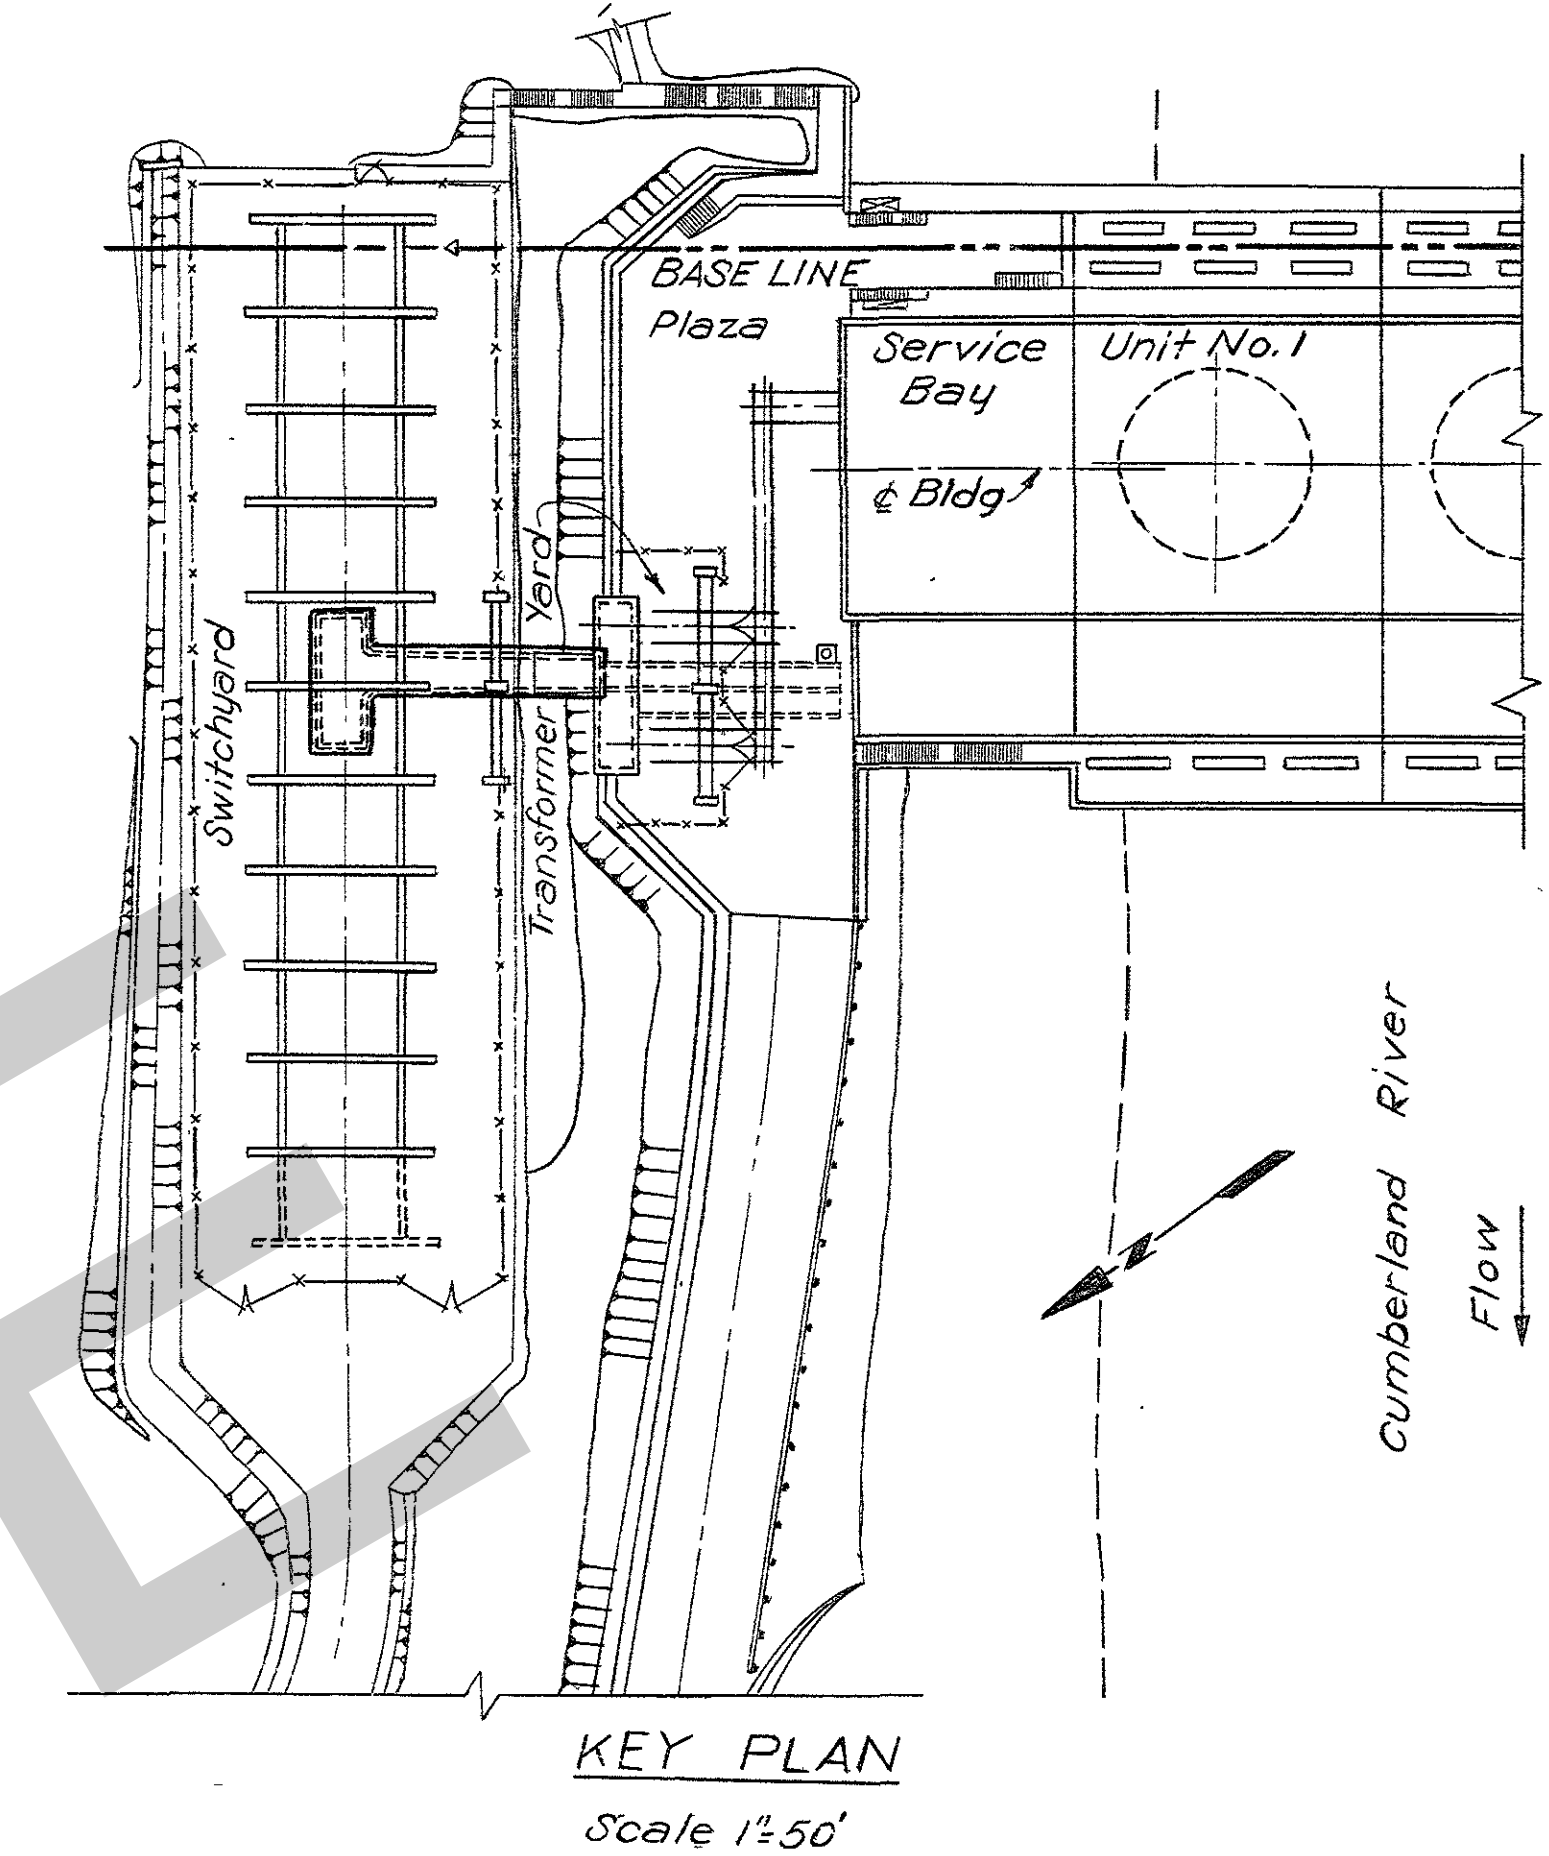 BASE LINE
Plaza
Service
Bay
Unit No. 1
℄ Bldg
Switchyard
Transformer Yard
Cumberland River
Flow
N
KEY PLAN
Scale 1"=50'